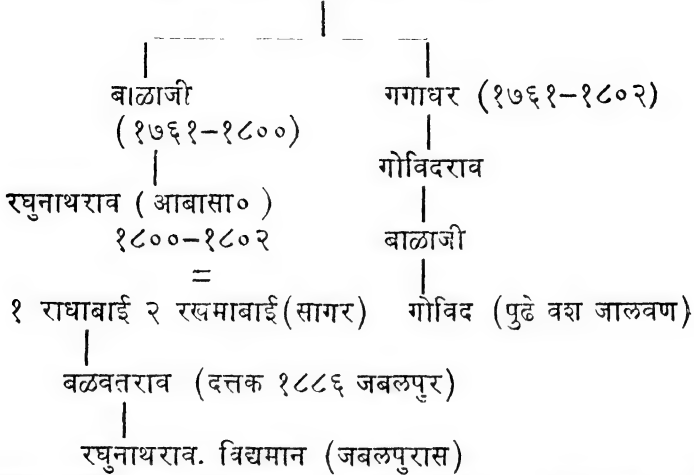 बाळाजी गगाधर (१७६१–१८०२)
(१७६१–१८००)
गोविदराव
रघुनाथराव ( आबासा० )
१८००–१८०२ बाळाजी
=
१ राधाबाई २ रखमाबाई(सागर) गोविद (पुढे वश जालवण)
बळवतराव (दत्तक १८८६ जबलपुर)
रघुनाथराव. विद्यमान (जबलपुरास)